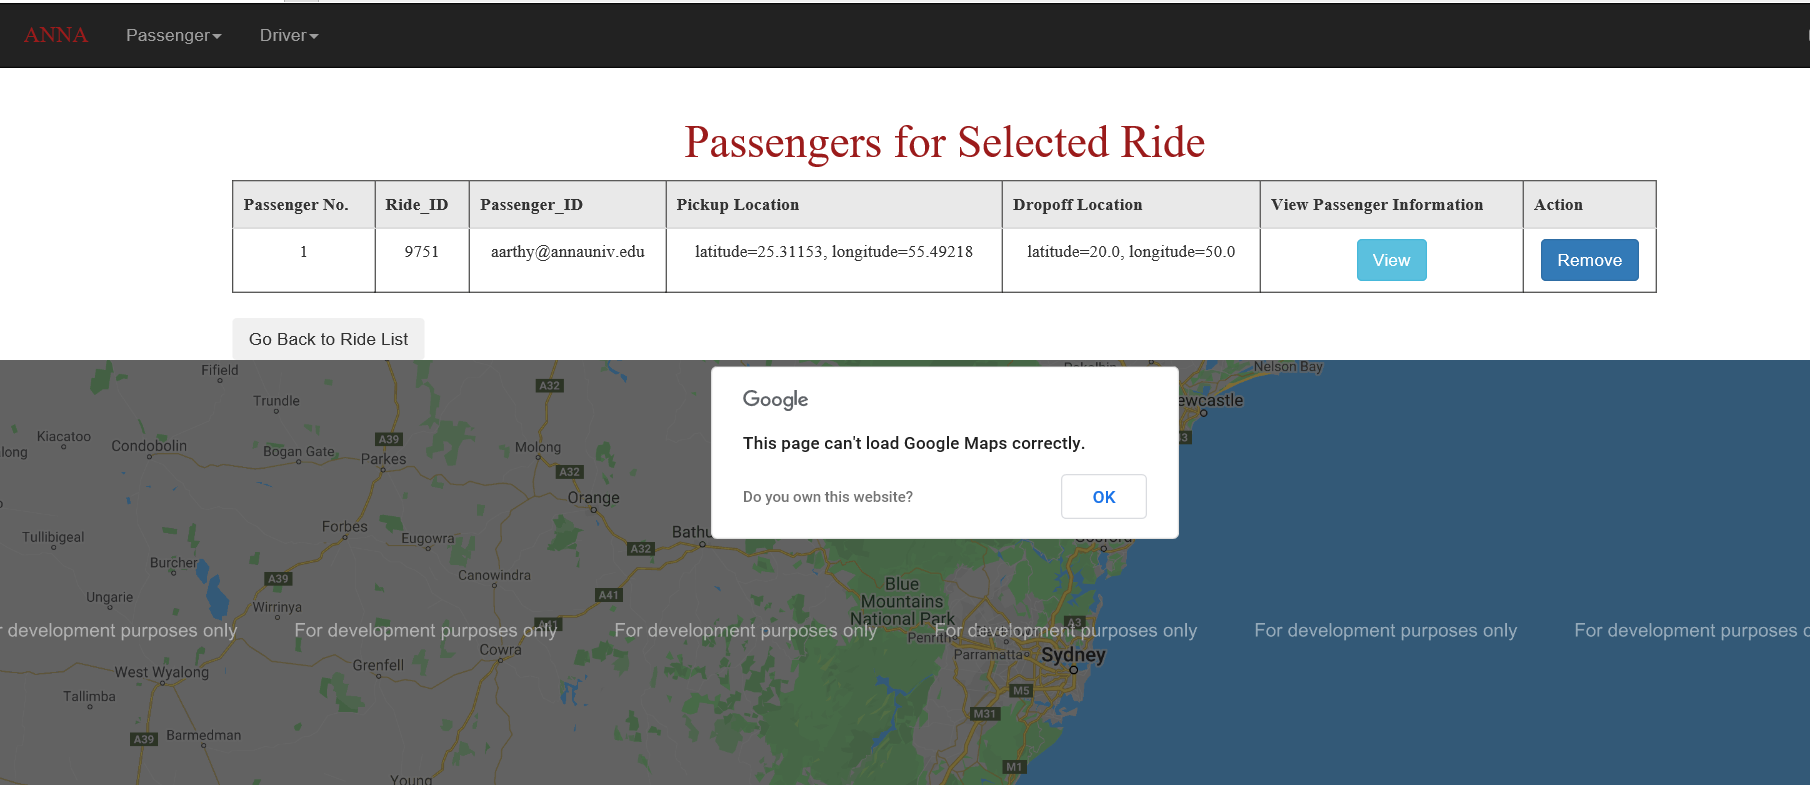 ANNA Passenger Driver
Passengers for Selected Ride
Passenger No. Ride_ID Passenger_ID Pickup Location Dropoff Location View Passenger Information Action
1 9751 aarthy@annauniv.edu latitude=25.31153, longitude=55.49218 latitude=20.0, longitude=50.0 View Remove
Go Back to Ride List
Fifield
Nelson Bay
A32
Trundle
ewcastle
Google
Kiacatoo
A39
long
Condobolin
Bogan Gate
Molong
This page can't load Google Maps correctly.
Parkes
A32
Orange
Do you own this website?
OK
Forbes
Tullibigeal
Eugowra
Bathu
A32
Burcher
Canowindra
A39
Blue
Mountains
National Park
Ungarie
A41
Wirrinya
A3
r development purposes only For development purposes only For development purposes only For development purposes only For development purposes only For development purposes o
A41
Penrith
Cowra
Parramatta
Sydney
Grenfell
West Wyalong
M5
Tallimba
M31
A39
Barmedman
M1
Young